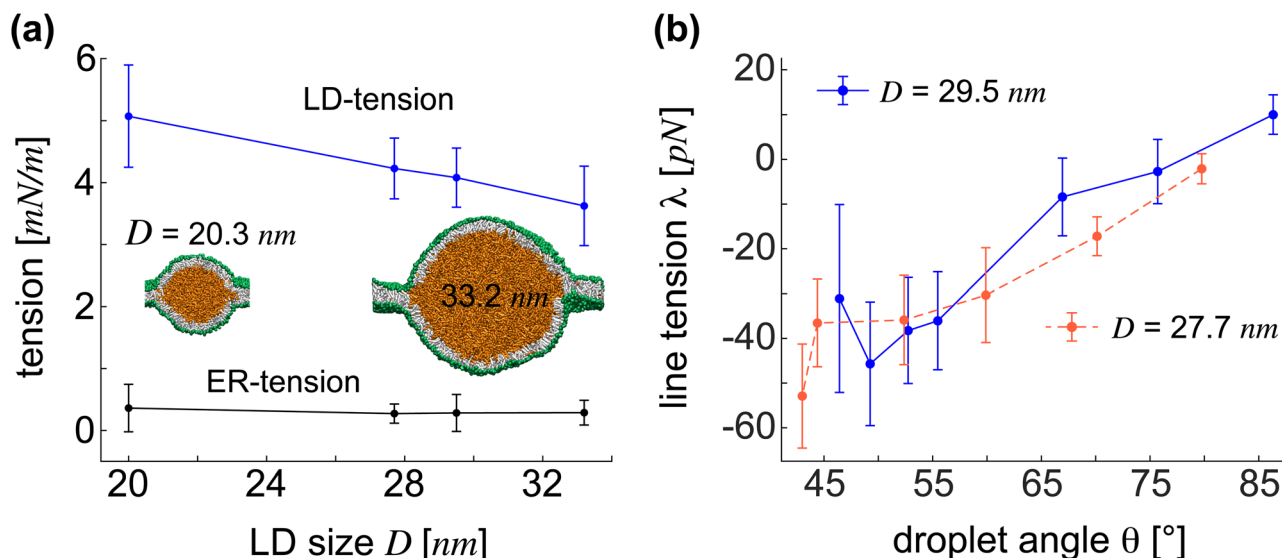 (a)
6
4
2
0
tension [mN/m]
LD-tension
D = 20.3 nm
33.2 nm
ER-tension
20 24 28 32
LD size D [nm]
(b)
20
0
-20
-40
-60
line tension λ [pN]
D = 29.5 nm
D = 27.7 nm
45 55 65 75 85
droplet angle θ [°]